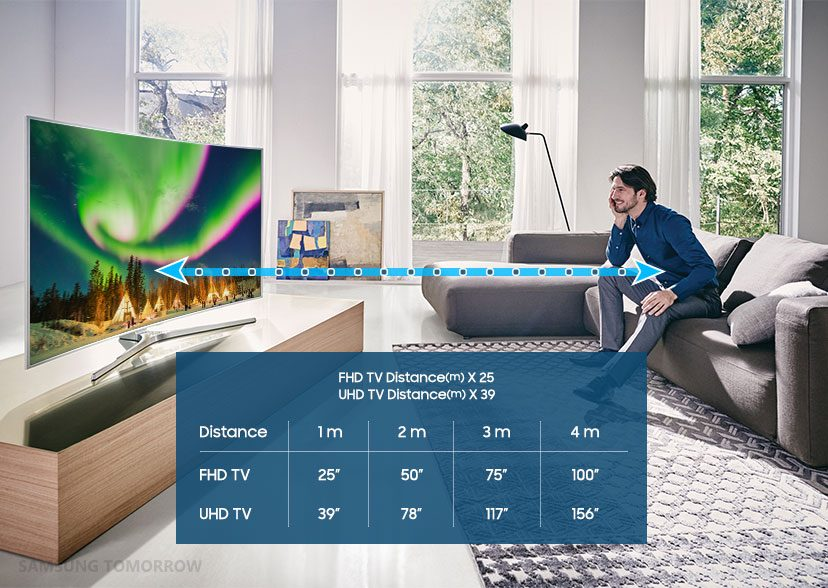 FHD TV Distance(m) X 25
UHD TV Distance(m) X 39
Distance 1 m 2 m 3 m 4 m
FHD TV 25” 50” 75” 100”
UHD TV 39” 78” 117” 156”
SAMSUNG TOMORROW